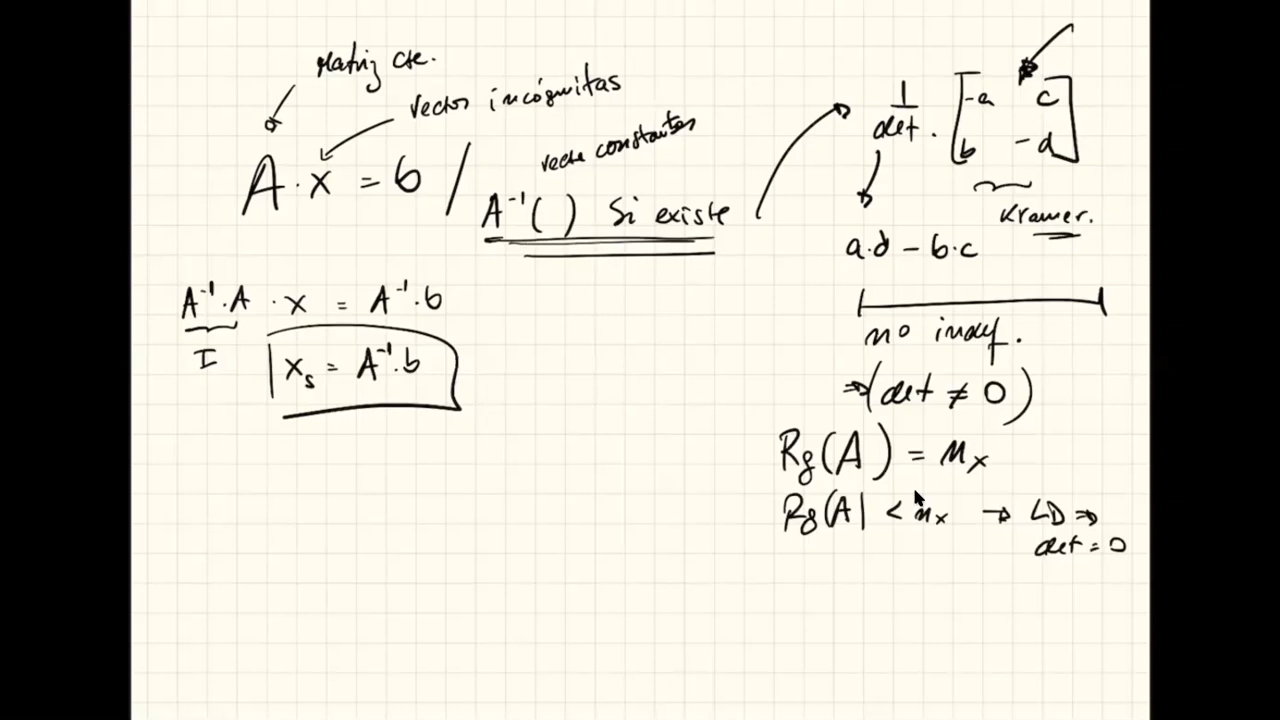 Matriz cte.
vector incógnitas
vector constantes
A · x = b /
A⁻¹( ) Si existe
A⁻¹ · A · x = A⁻¹ · b
I
xₛ = A⁻¹ · b
1
det. · [-a c
b -d]
Kramer.
a·d - b·c
no indef.
⇒ (det ≠ 0)
Rg(A) = nₓ
Rg(A) < nₓ → LD ⇒
det = 0